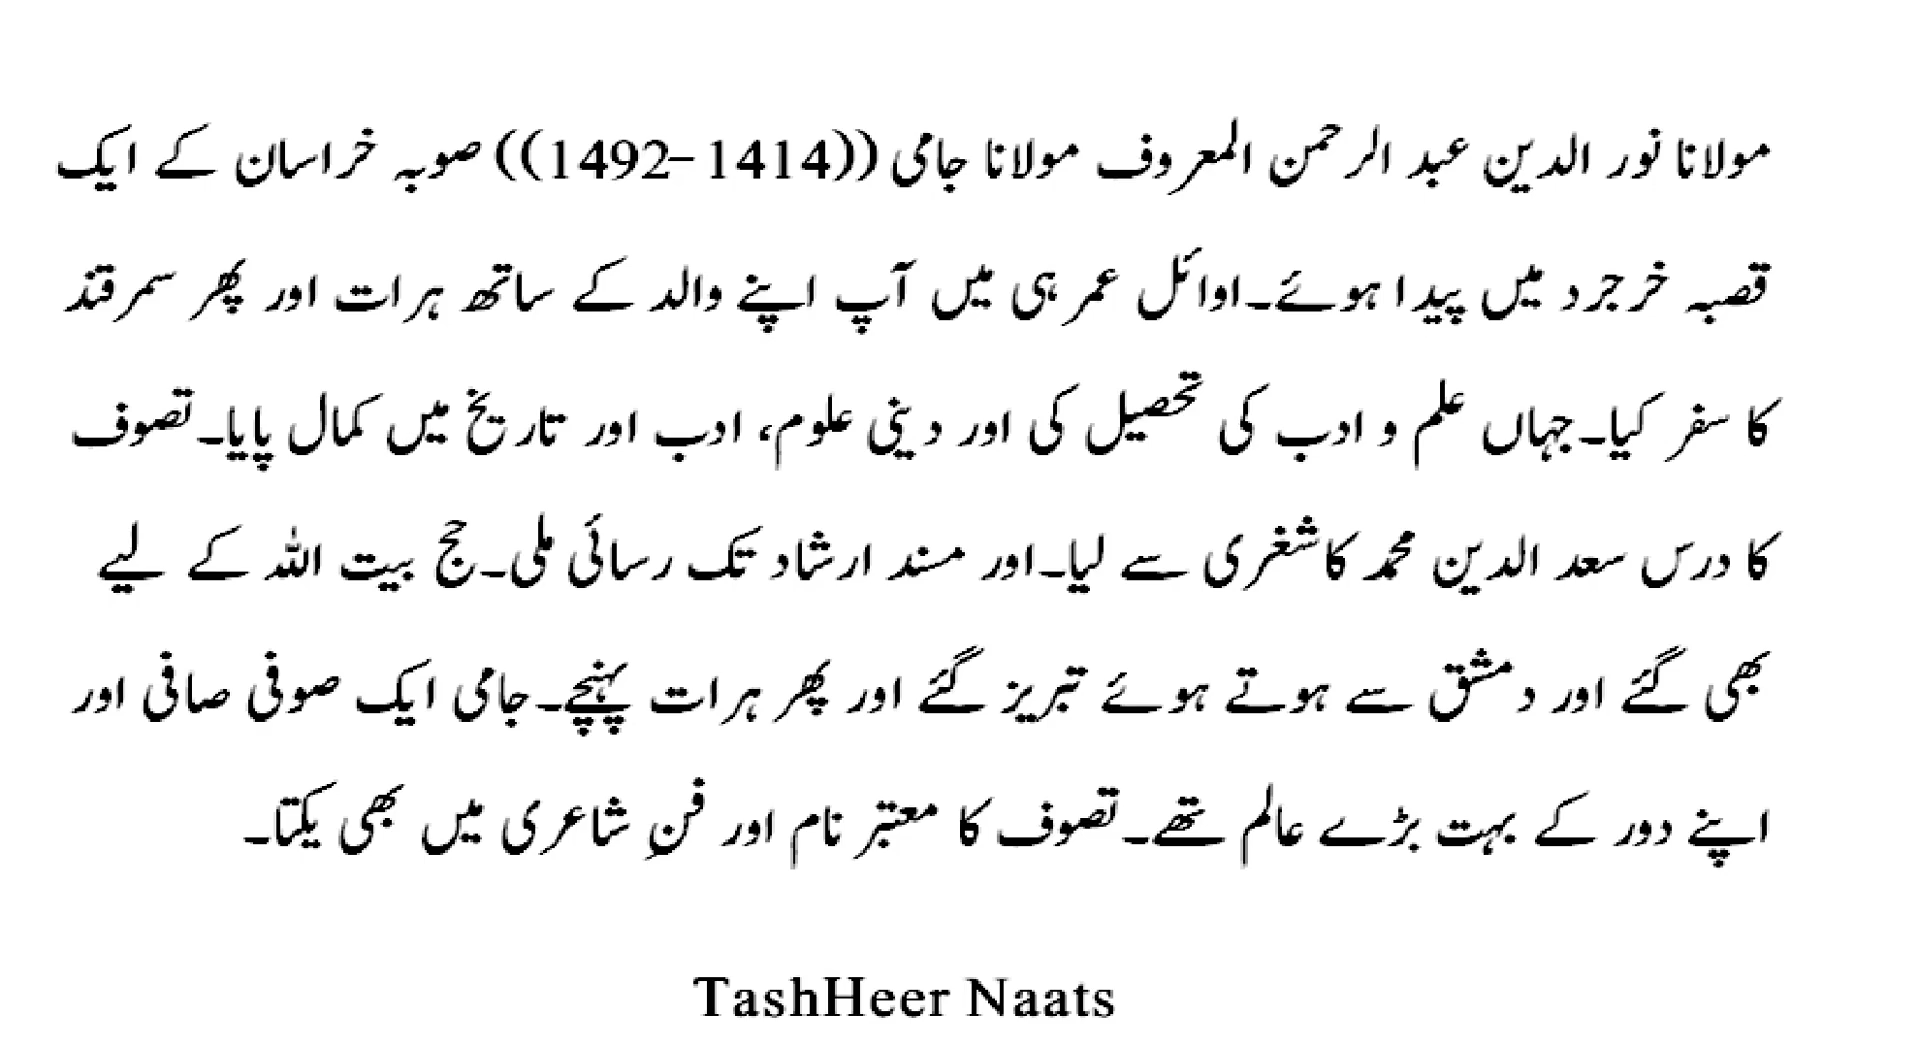 مولانا نور الدین عبد الرحمن المعروف مولانا جامی ((1414-1492)) صوبہ خراسان کے ایک
قصبہ خرجرد میں پیدا ہوئے۔اوائل عمر ہی میں آپ اپنے والد کے ساتھ ہرات اور پھر سمرقند
کا سفر کیا۔جہاں علم و ادب کی تحصیل کی اور دینی علوم، ادب اور تاریخ میں کمال پایا۔تصوف
کا درس سعد الدین محمد کاشغری سے لیا۔اور مسند ارشاد تک رسائی ملی۔حج بیت اللہ کے لیے
بھی گئے اور دمشق سے ہوتے ہوئے تبریز گئے اور پھر ہرات پہنچے۔جامی ایک صوفی صافی اور
اپنے دور کے بہت بڑے عالم تھے۔تصوف کا معتبر نام اور فنِ شاعری میں بھی یکتا۔
TashHeer Naats